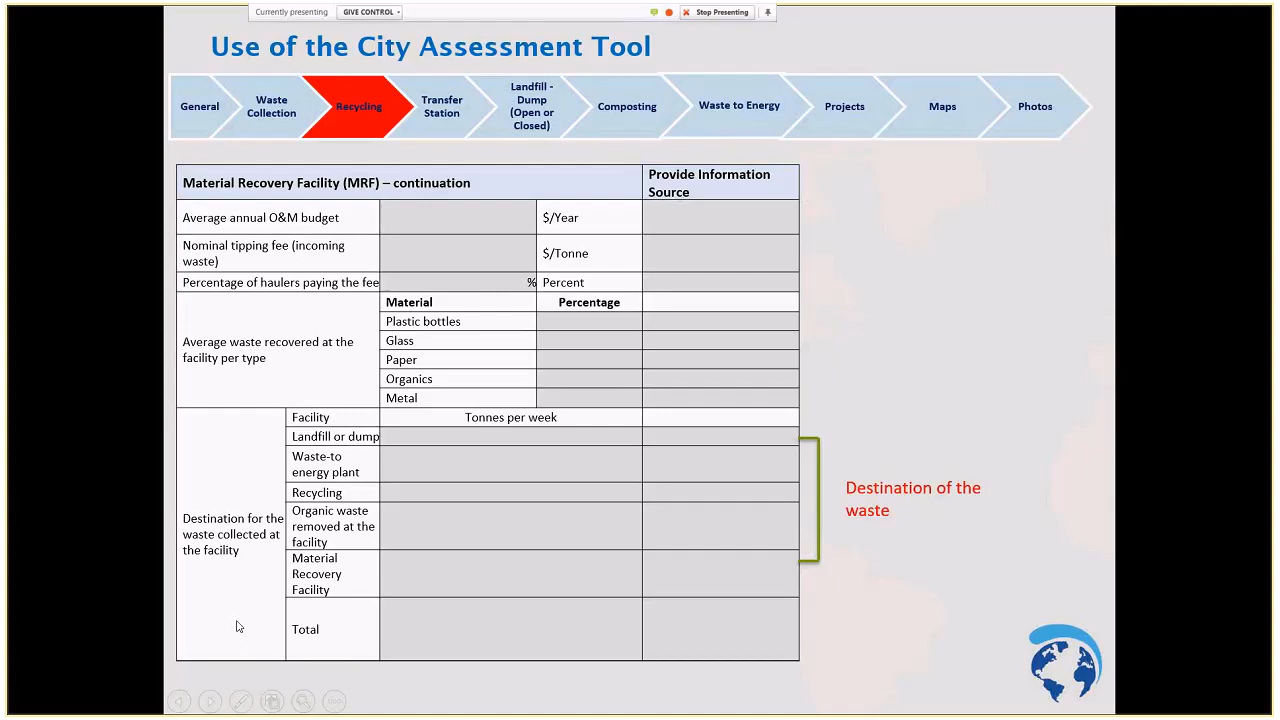 Currently presenting
GIVE CONTROL
Stop Presenting
Use of the City Assessment Tool
General
Waste
Collection
Recycling
Transfer
Station
Landfill -
Dump
(Open or
Closed)
Composting
Waste to Energy
Projects
Maps
Photos
Material Recovery Facility (MRF) – continuation
Provide Information
Source
Average annual O&M budget
$/Year
Nominal tipping fee (incoming
waste)
$/Tonne
Percentage of haulers paying the fee
%
Percent
Average waste recovered at the
facility per type
Material
Percentage
Plastic bottles
Glass
Paper
Organics
Metal
Destination for the
waste collected at
the facility
Facility
Tonnes per week
Landfill or dump
Waste-to
energy plant
Recycling
Organic waste
removed at the
facility
Material
Recovery
Facility
Total
Destination of the
waste